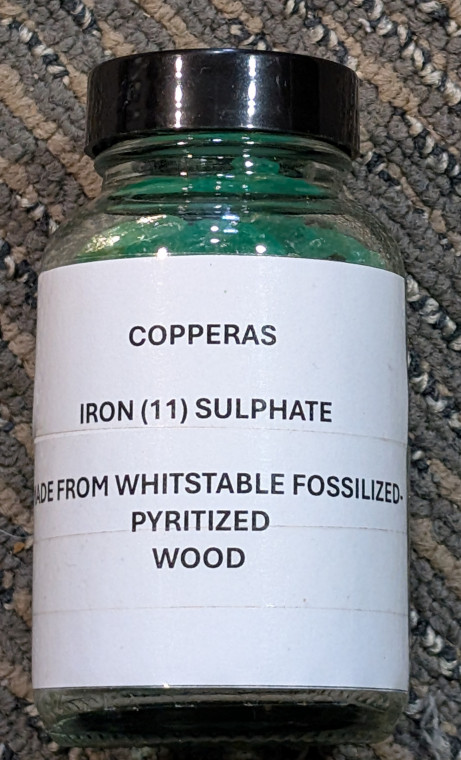 COPPERAS
IRON (11) SULPHATE
ADE FROM WHITSTABLE FOSSILIZED-
PYRITIZED
WOOD